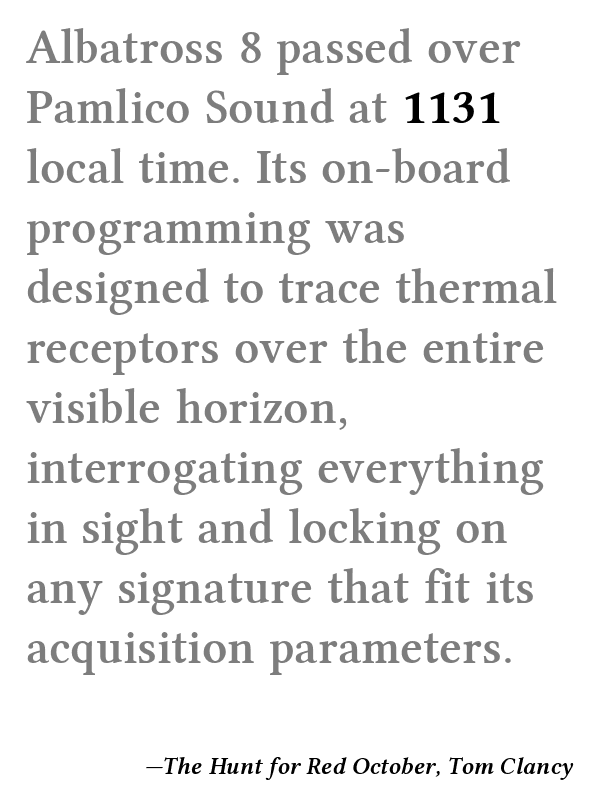 Albatross 8 passed over
Pamlico Sound at 1131
local time. Its on-board
programming was
designed to trace thermal
receptors over the entire
visible horizon,
interrogating everything
in sight and locking on
any signature that fit its
acquisition parameters.
—The Hunt for Red October, Tom Clancy